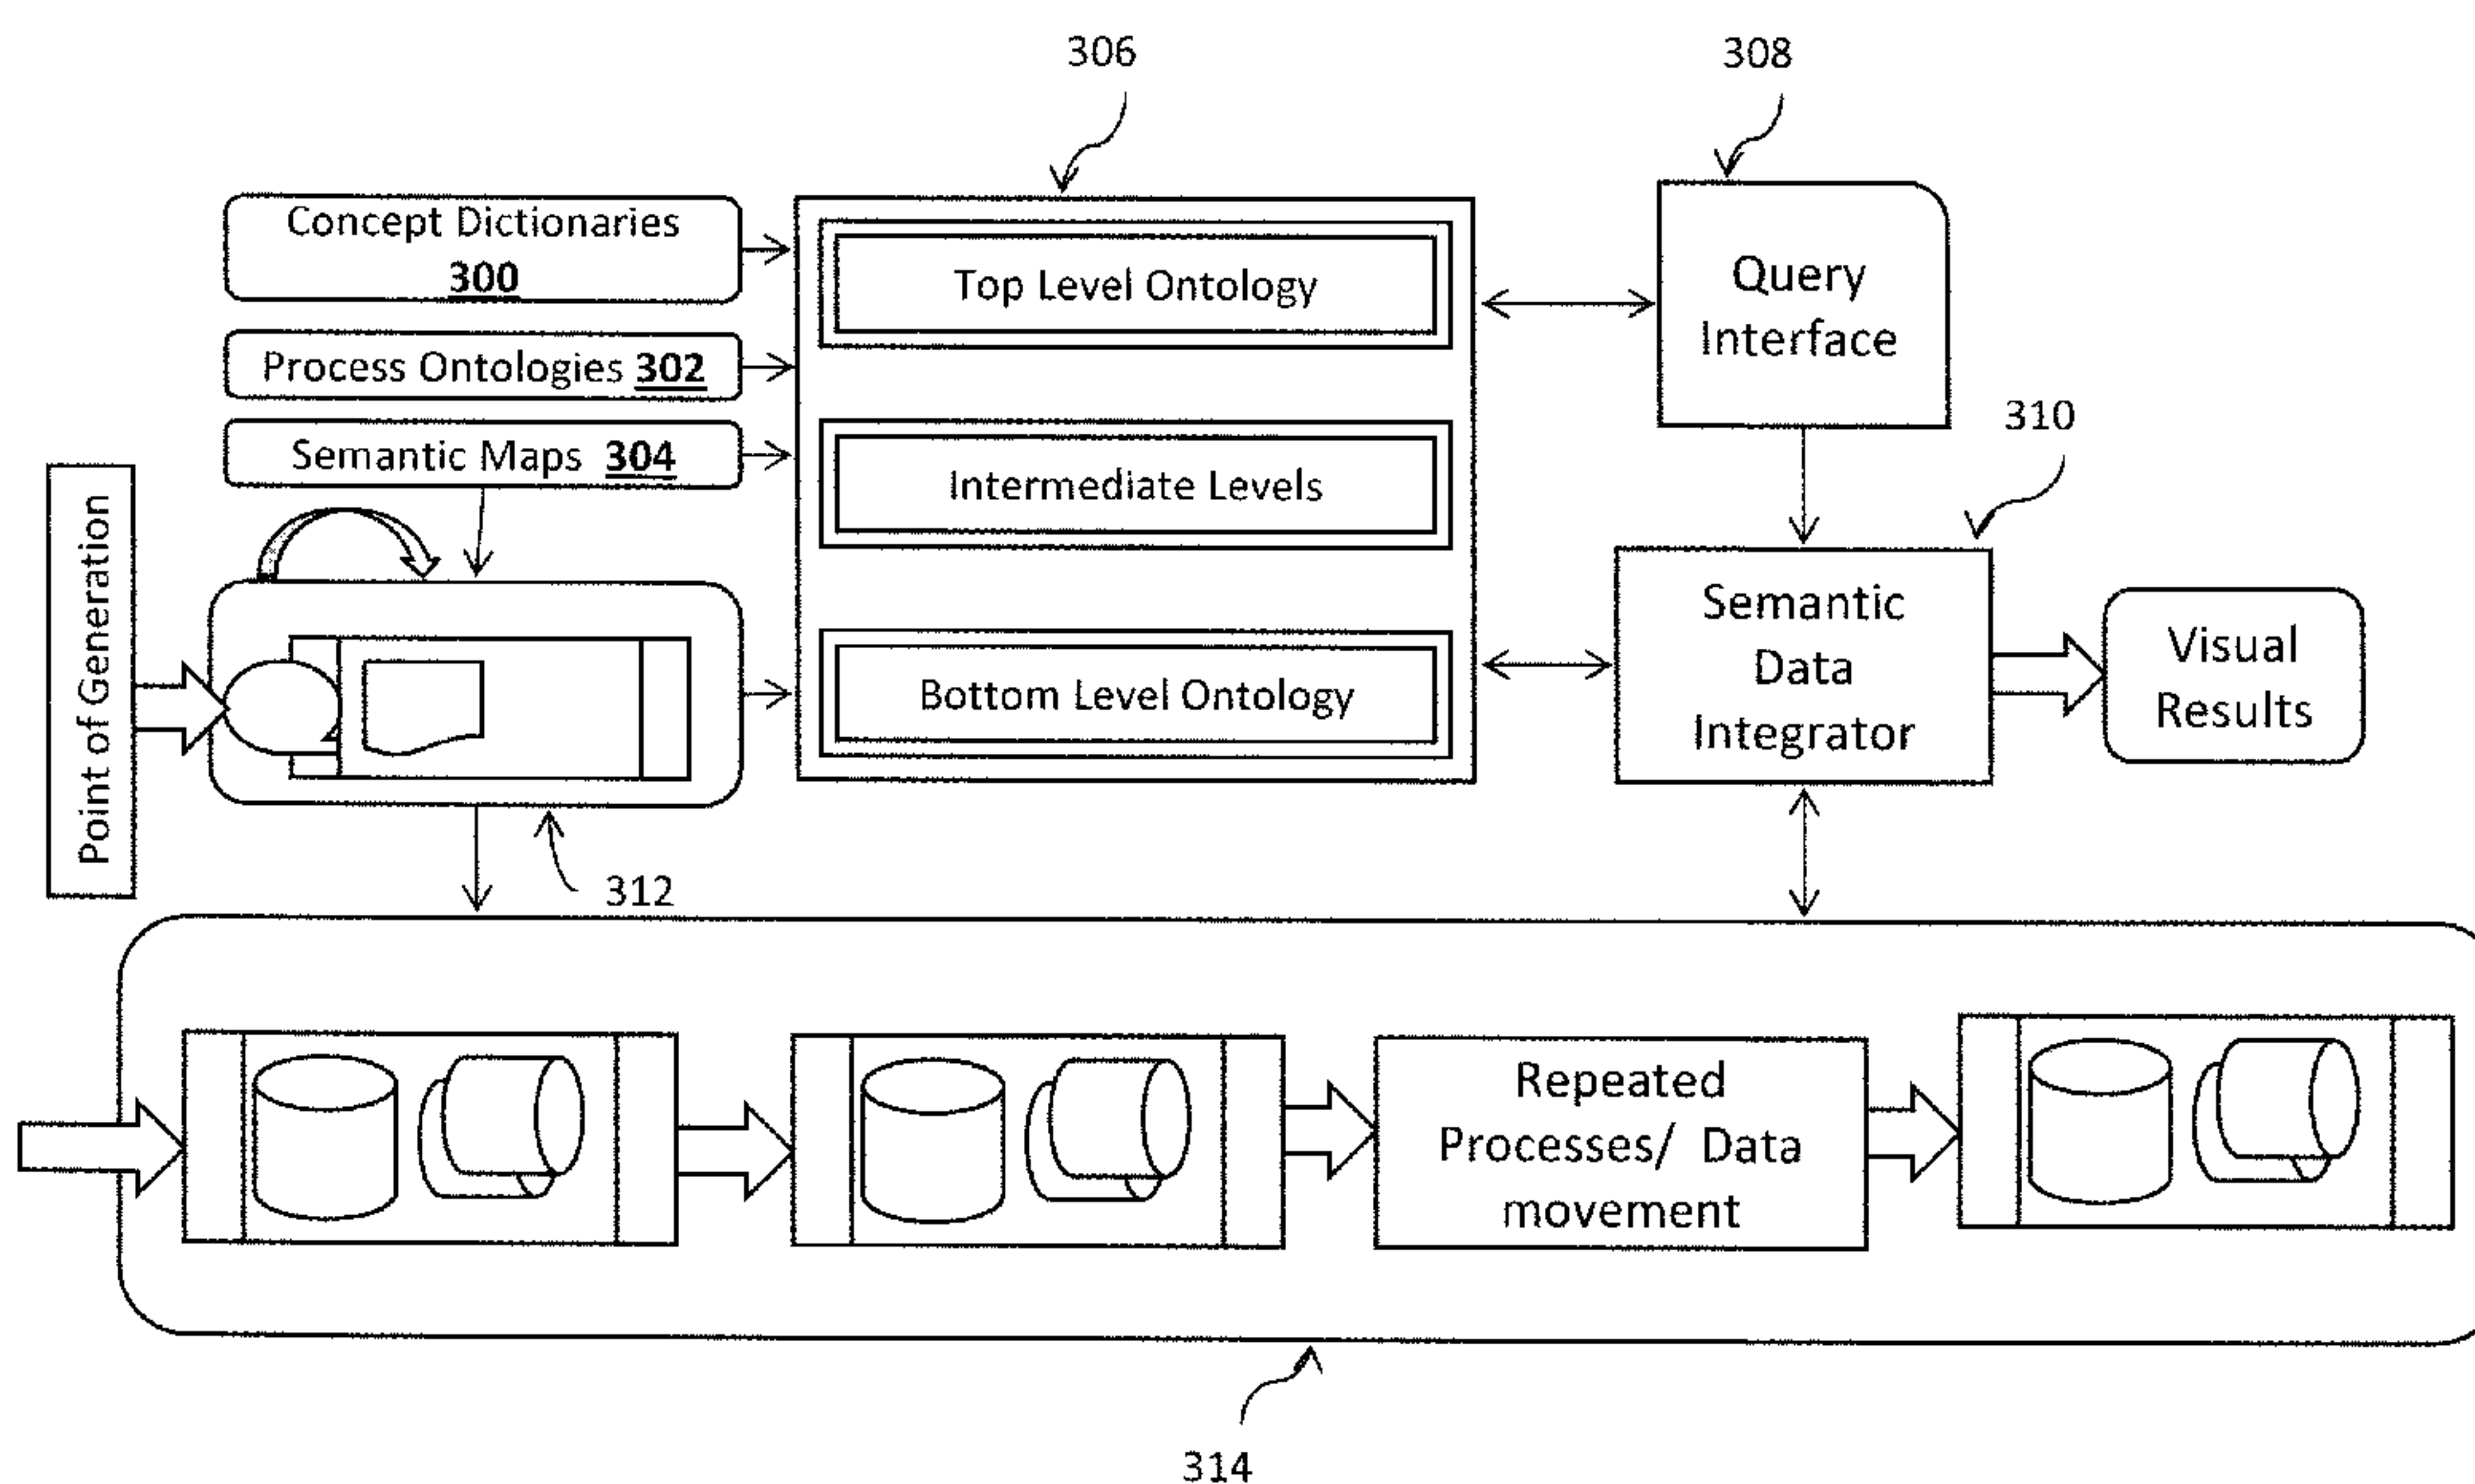 306
308
Concept Dictionaries
300
Process Ontologies 302
Semantic Maps 304
Top Level Ontology
Intermediate Levels
Bottom Level Ontology
Query
Interface
310
Semantic
Data
Integrator
Visual
Results
Point of Generation
312
Repeated
Processes/ Data
movement
314